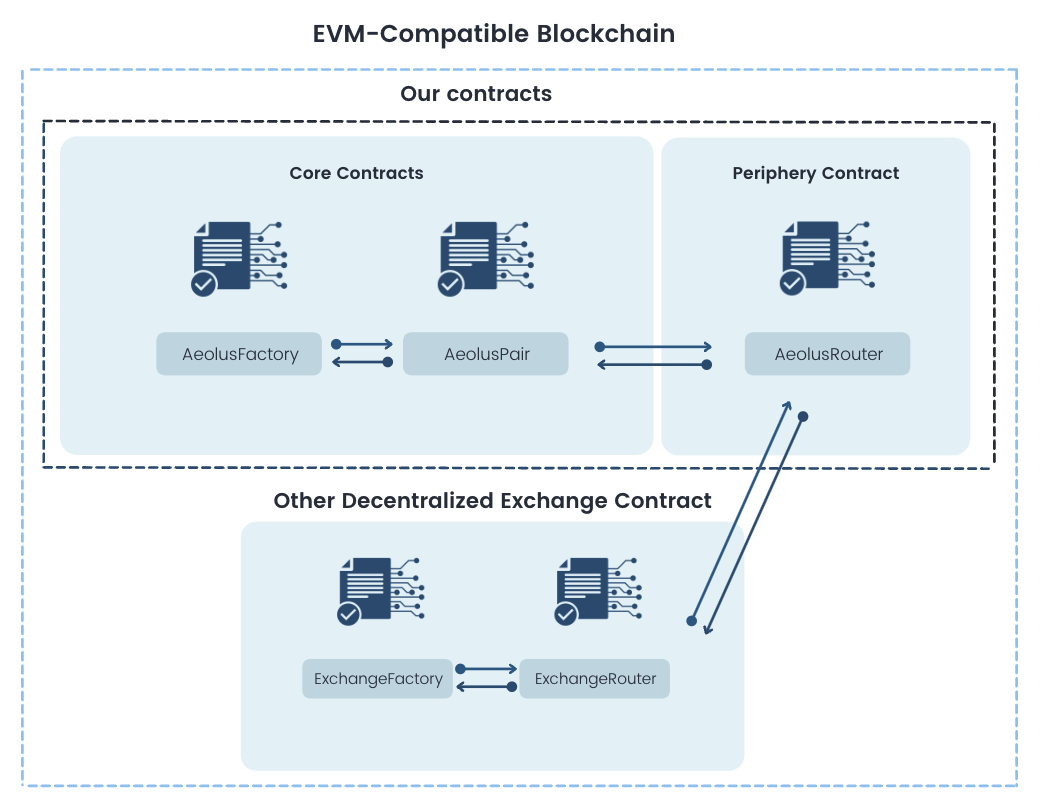 EVM-Compatible Blockchain
Our contracts
Core Contracts
Periphery Contract
AeolusFactory
AeolusPair
AeolusRouter
Other Decentralized Exchange Contract
ExchangeFactory
ExchangeRouter